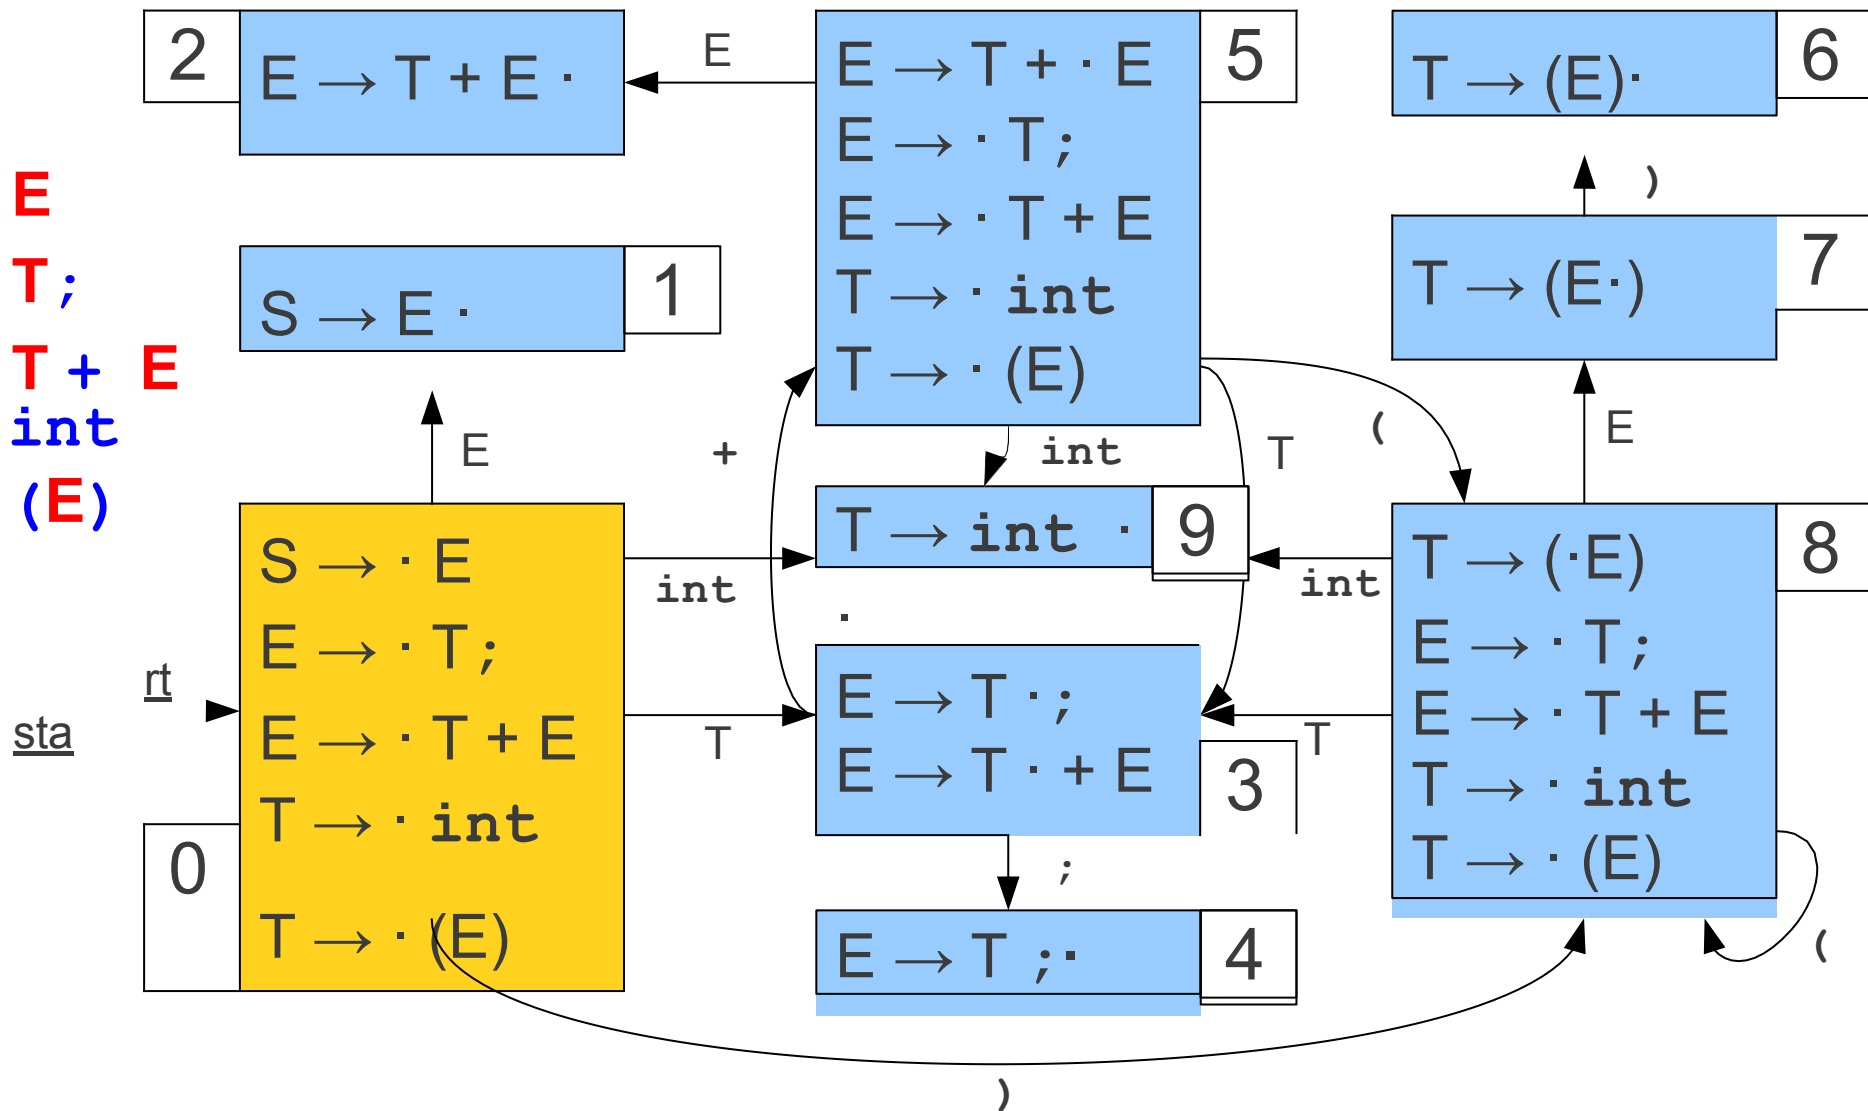 2
E → T + E ·
E
E → T + · E
E → · T ;
E → · T + E
T → · int
T → · (E)
5
T → (E)·
6
)
T → (E·)
7
E
T ;
T + E
int
(E)
S → E ·
1
E
+
int
T
(
E
S → · E
E → · T ;
E → · T + E
T → · int
T → · (E)
0
rt
sta
int
T
T → int ·
9
·
E → T · ;
E → T · + E
3
;
E → T ; ·
4
int
T
T → (·E)
E → · T ;
E → · T + E
T → · int
T → · (E)
8
(
)